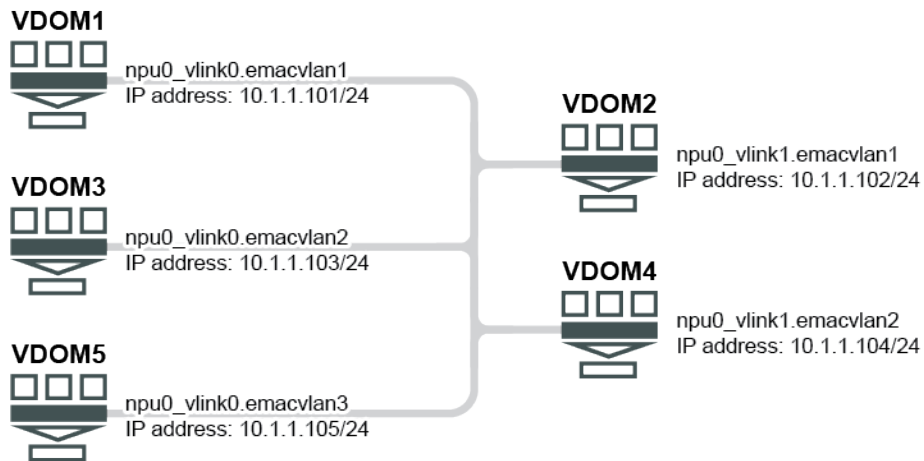 VDOM1
npu0_vlink0.emacvlan1
IP address: 10.1.1.101/24
VDOM2
npu0_vlink1.emacvlan1
IP address: 10.1.1.102/24
VDOM3
npu0_vlink0.emacvlan2
IP address: 10.1.1.103/24
VDOM4
npu0_vlink1.emacvlan2
IP address: 10.1.1.104/24
VDOM5
npu0_vlink0.emacvlan3
IP address: 10.1.1.105/24